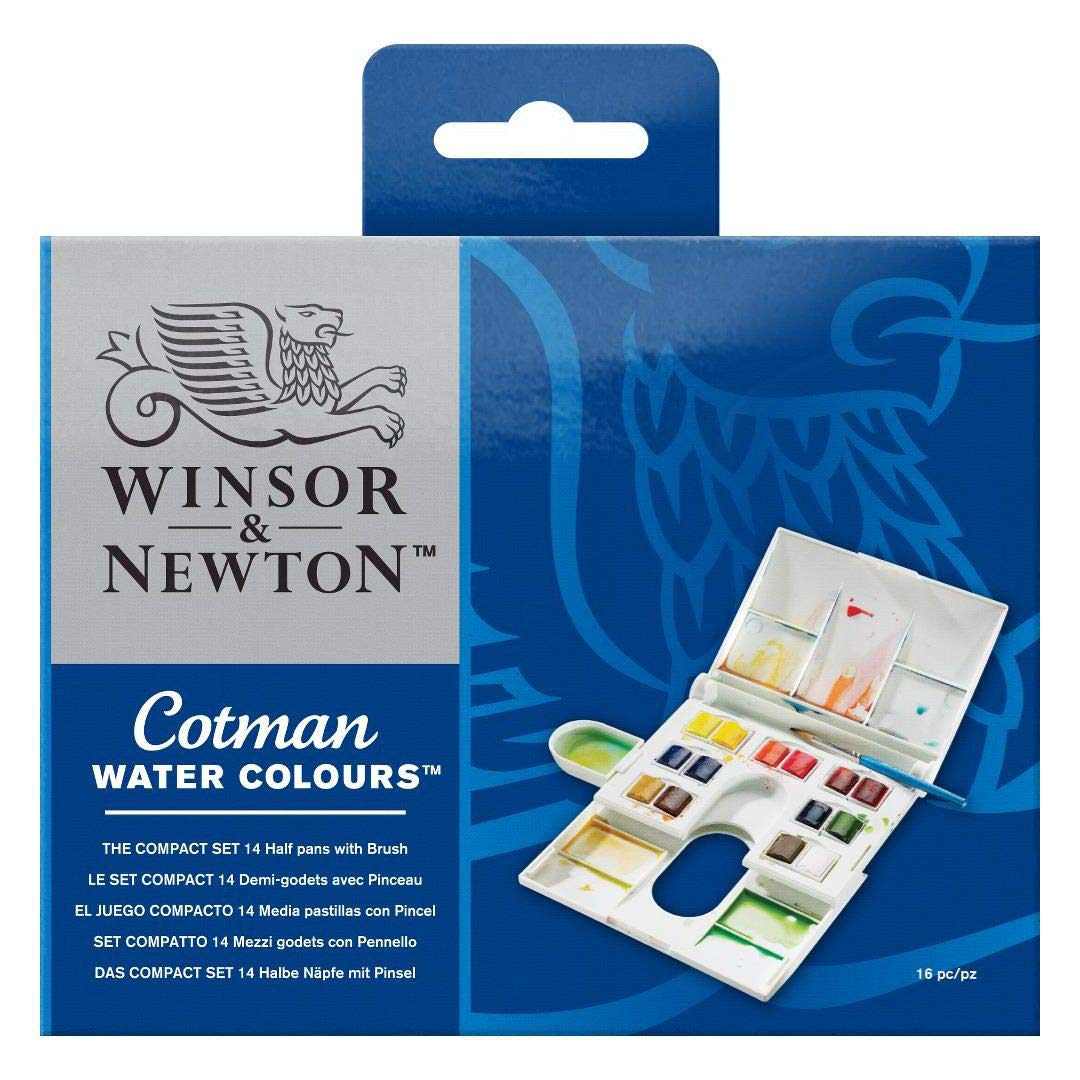 WINSOR
&
NEWTON™
Cotman
WATER COLOURS™
THE COMPACT SET 14 Half pans with Brush
LE SET COMPACT 14 Demi-godets avec Pinceau
EL JUEGO COMPACTO 14 Media pastillas con Pincel
SET COMPATTO 14 Mezzi godets con Pennello
DAS COMPACT SET 14 Halbe Näpfe mit Pinsel
16 pc/pz